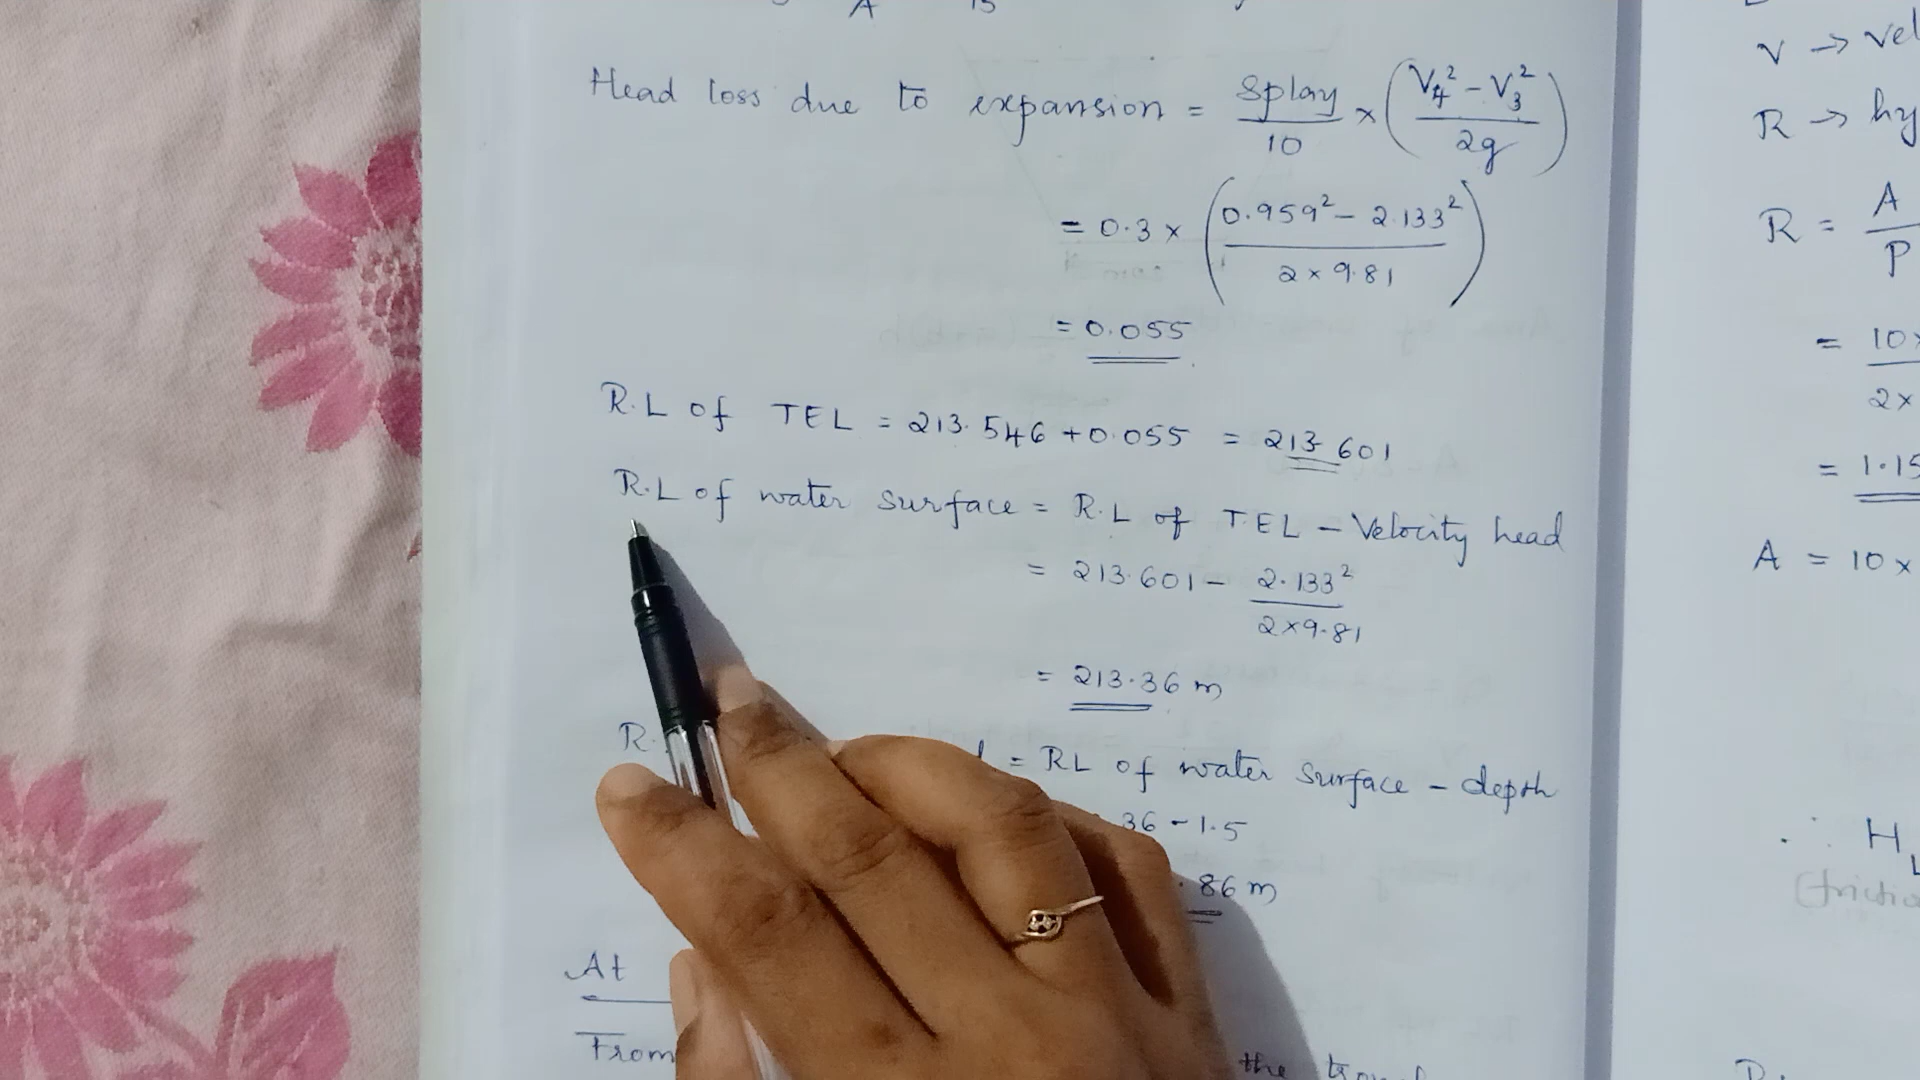 Head loss due to expansion = Splay/10 × (V4² - V3² / 2g)
= 0.3 × (0.959² - 2.133² / 2 × 9.81)
= 0.055
R.L of TEL = 213.546 + 0.055 = 213.601
R.L of water surface = R.L of T.E.L - Velocity head
= 213.601 - 2.133² / 2×9.81
= 213.36 m
R. = RL of water surface - depth
36 - 1.5
.86 m
At
From the
V → vel
R → hy
R = A/P
= 10× / 2×
= 1.15
A = 10 ×
∴ HL
(frictio